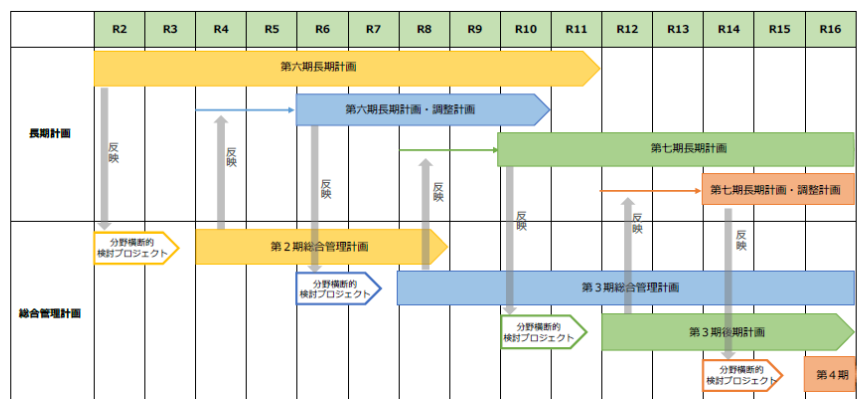 R2 R3 R4 R5 R6 R7 R8 R9 R10 R11 R12 R13 R14 R15 R16
長期計画
第六期長期計画
第六期長期計画・調整計画
第七期長期計画
第七期長期計画・調整計画
反映
反映
反映
反映
反映
反映
反映
総合管理計画
分野横断的
検討プロジェクト
第２期総合管理計画
分野横断的
検討プロジェクト
第３期総合管理計画
分野横断的
検討プロジェクト
第３期後期計画
分野横断的
検討プロジェクト
第４期